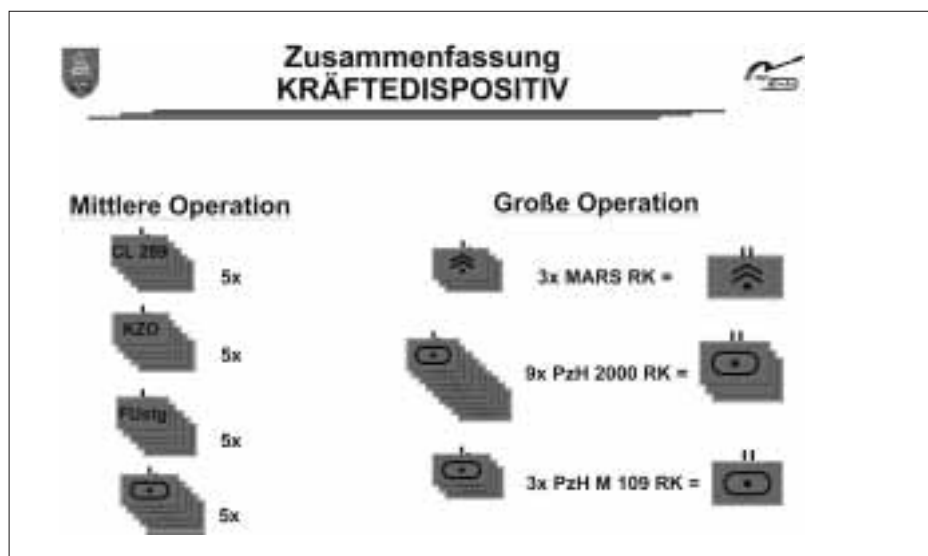 Zusammenfassung
KRÄFTEDISPOSITIV
Mittlere Operation
CL 289
5x
KZO
5x
FüStg
5x
5x
Große Operation
3x MARS RK =
9x PzH 2000 RK =
3x PzH M 109 RK =